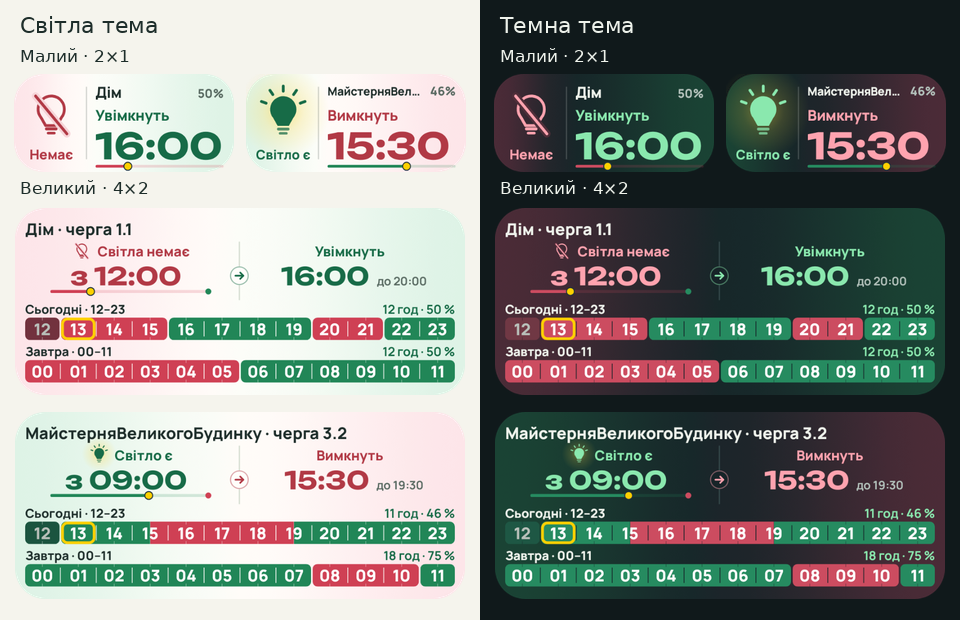 Світла тема
Малий · 2×1
Дім 50%
Увімкнуть
16:00
Немає
МайстерняВел… 46%
Вимкнуть
15:30
Світло є
Великий · 4×2
Дім · черга 1.1
Світла немає
з 12:00
Увімкнуть
16:00 до 20:00
Сьогодні · 12–23 12 год · 50 %
12 13 14 15 16 17 18 19 20 21 22 23
Завтра · 00–11 12 год · 50 %
00 01 02 03 04 05 06 07 08 09 10 11
МайстерняВеликогоБудинку · черга 3.2
Світло є
з 09:00
Вимкнуть
15:30 до 19:30
Сьогодні · 12–23 11 год · 46 %
12 13 14 15 16 17 18 19 20 21 22 23
Завтра · 00–11 18 год · 75 %
00 01 02 03 04 05 06 07 08 09 10 11
Темна тема
Малий · 2×1
Дім 50%
Увімкнуть
16:00
Немає
МайстерняВел… 46%
Вимкнуть
15:30
Світло є
Великий · 4×2
Дім · черга 1.1
Світла немає
з 12:00
Увімкнуть
16:00 до 20:00
Сьогодні · 12–23 12 год · 50 %
12 13 14 15 16 17 18 19 20 21 22 23
Завтра · 00–11 12 год · 50 %
00 01 02 03 04 05 06 07 08 09 10 11
МайстерняВеликогоБудинку · черга 3.2
Світло є
з 09:00
Вимкнуть
15:30 до 19:30
Сьогодні · 12–23 11 год · 46 %
12 13 14 15 16 17 18 19 20 21 22 23
Завтра · 00–11 18 год · 75 %
00 01 02 03 04 05 06 07 08 09 10 11